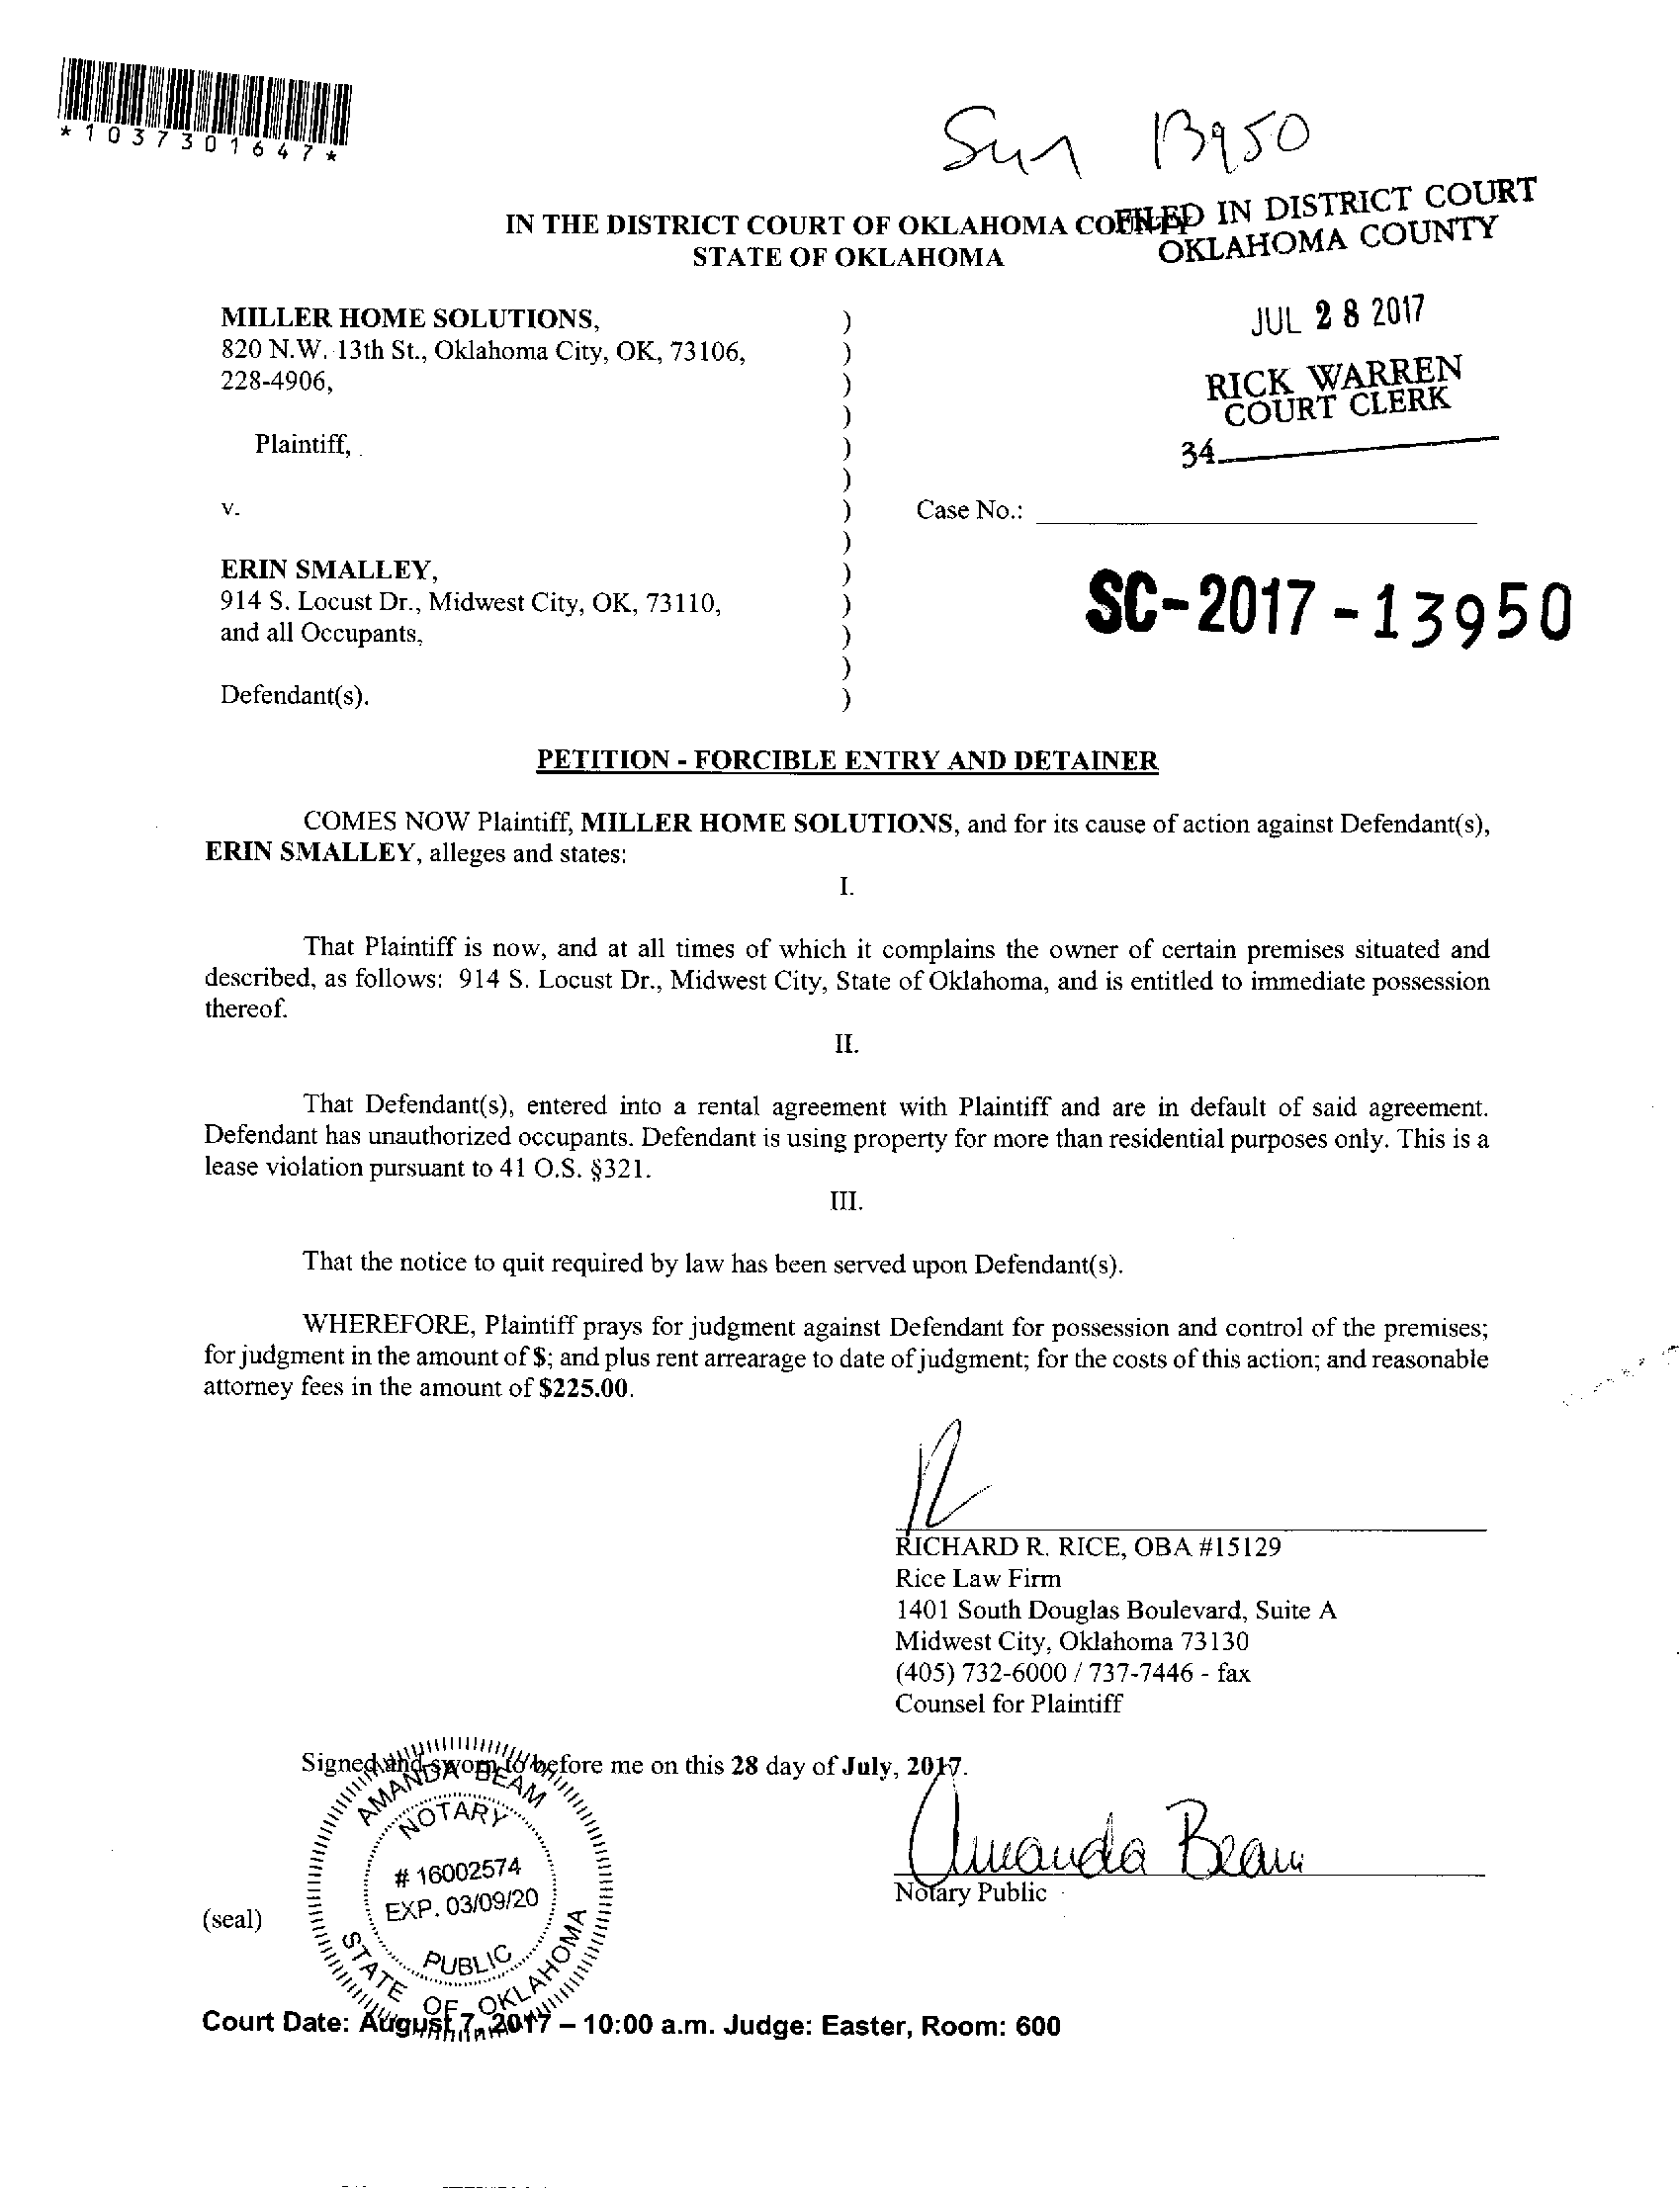 *1037301647*
Sun 13950
IN THE DISTRICT COURT OF OKLAHOMA COUNTY
STATE OF OKLAHOMA
FILED IN DISTRICT COURT
OKLAHOMA COUNTY
JUL 28 2017
RICK WARREN
COURT CLERK
34
MILLER HOME SOLUTIONS, )
820 N.W. 13th St., Oklahoma City, OK, 73106, )
228-4906, )
)
Plaintiff, )
)
v. ) Case No.:
)
ERIN SMALLEY, )
914 S. Locust Dr., Midwest City, OK, 73110, )
and all Occupants, )
)
Defendant(s). )
SC-2017-13950
PETITION - FORCIBLE ENTRY AND DETAINER
COMES NOW Plaintiff, MILLER HOME SOLUTIONS, and for its cause of action against Defendant(s),
ERIN SMALLEY, alleges and states:
I.
That Plaintiff is now, and at all times of which it complains the owner of certain premises situated and
described, as follows: 914 S. Locust Dr., Midwest City, State of Oklahoma, and is entitled to immediate possession
thereof.
II.
That Defendant(s), entered into a rental agreement with Plaintiff and are in default of said agreement.
Defendant has unauthorized occupants. Defendant is using property for more than residential purposes only. This is a
lease violation pursuant to 41 O.S. §321.
III.
That the notice to quit required by law has been served upon Defendant(s).
WHEREFORE, Plaintiff prays for judgment against Defendant for possession and control of the premises;
for judgment in the amount of $; and plus rent arrearage to date of judgment; for the costs of this action; and reasonable
attorney fees in the amount of $225.00.
RICHARD R. RICE, OBA #15129
Rice Law Firm
1401 South Douglas Boulevard, Suite A
Midwest City, Oklahoma 73130
(405) 732-6000 / 737-7446 - fax
Counsel for Plaintiff
Signed and sworn to before me on this 28 day of July, 2017.
Amanda Beam
Notary Public
(seal)
AMANDA BEAM
NOTARY
# 16002574
EXP. 03/09/20
PUBLIC
STATE OF OKLAHOMA
Court Date: August 7, 2017 – 10:00 a.m. Judge: Easter, Room: 600